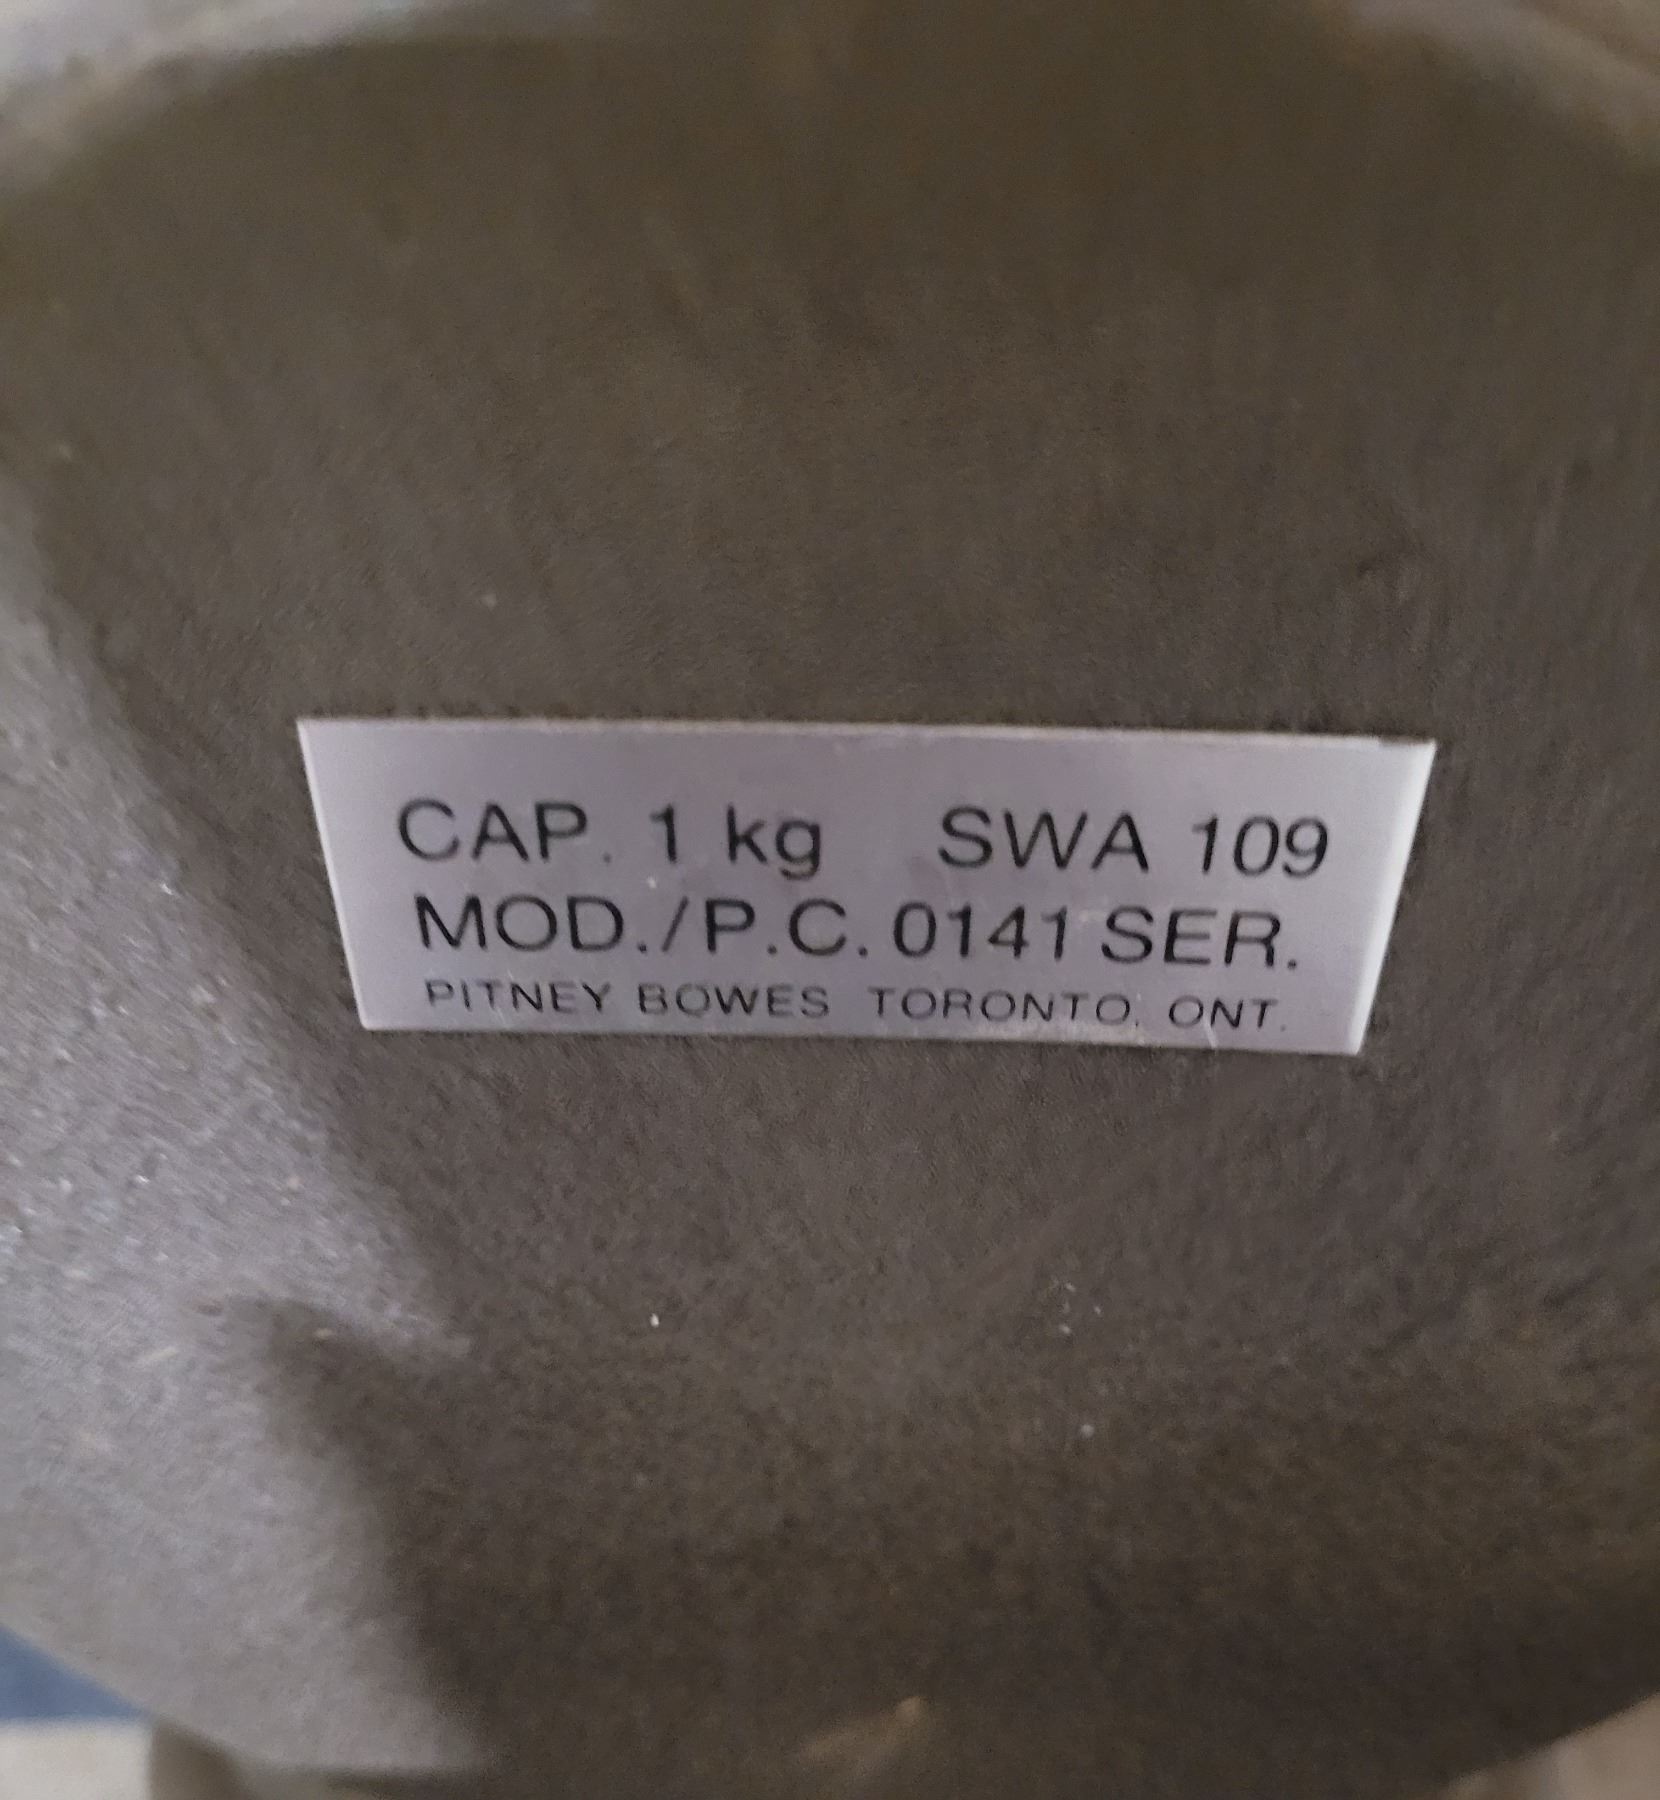 CAP. 1 kg SWA 109
MOD./P.C. 0141 SER.
PITNEY BOWES TORONTO, ONT.